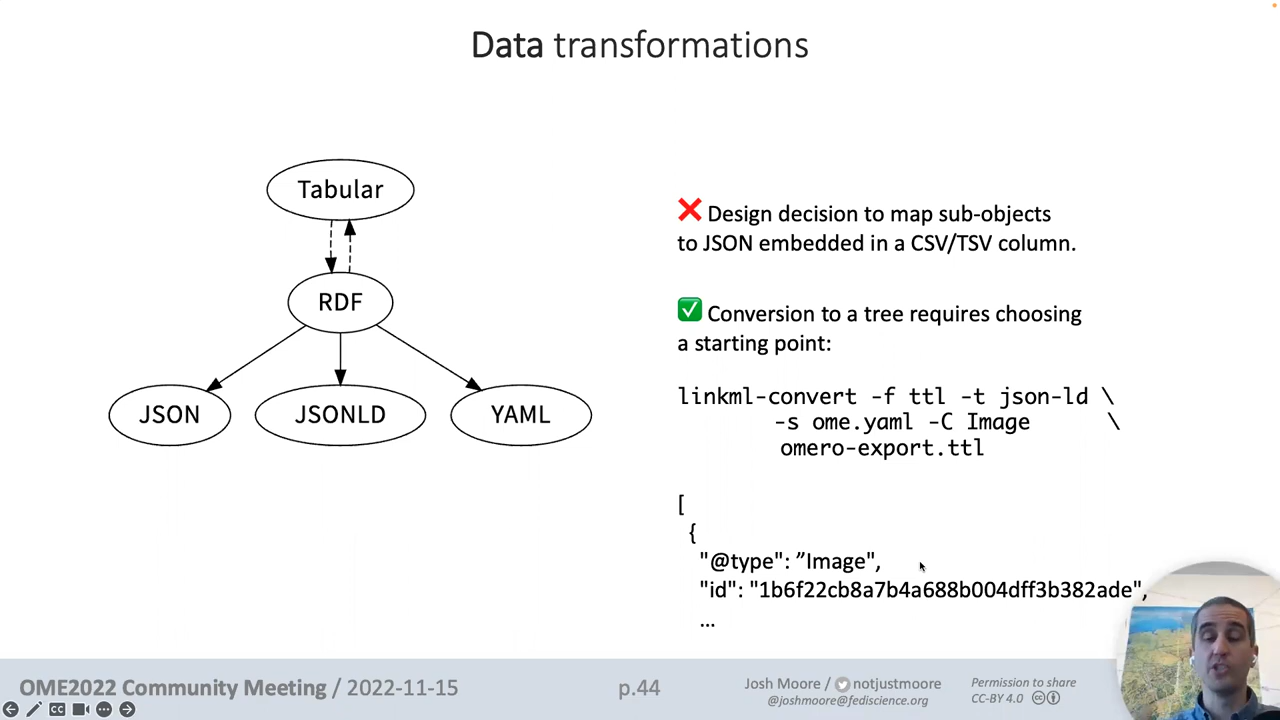 Data transformations
Tabular
RDF
JSON
JSONLD
YAML
❌ Design decision to map sub-objects
to JSON embedded in a CSV/TSV column.
✅ Conversion to a tree requires choosing
a starting point:
linkml-convert -f ttl -t json-ld \
-s ome.yaml -C Image \
omero-export.ttl
[
{
"@type": ”Image",
"id": "1b6f22cb8a7b4a688b004dff3b382ade",
...
OME2022 Community Meeting / 2022-11-15
p.44
Josh Moore / notjustmoore
@joshmoore@fediscience.org
Permission to share
CC-BY 4.0